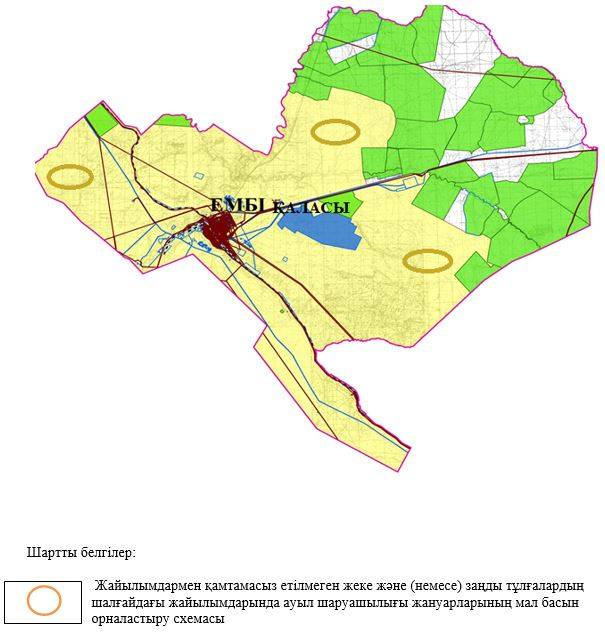 ЕМБІ ҚАЛАСЫ
Шартты белгілер:
Жайылымдармен қамтамасыз етілмеген жеке және (немесе) заңды тұлғалардың
шалғайдағы жайылымдарында ауыл шаруашылығы жануарларының мал басын
орналастыру схемасы